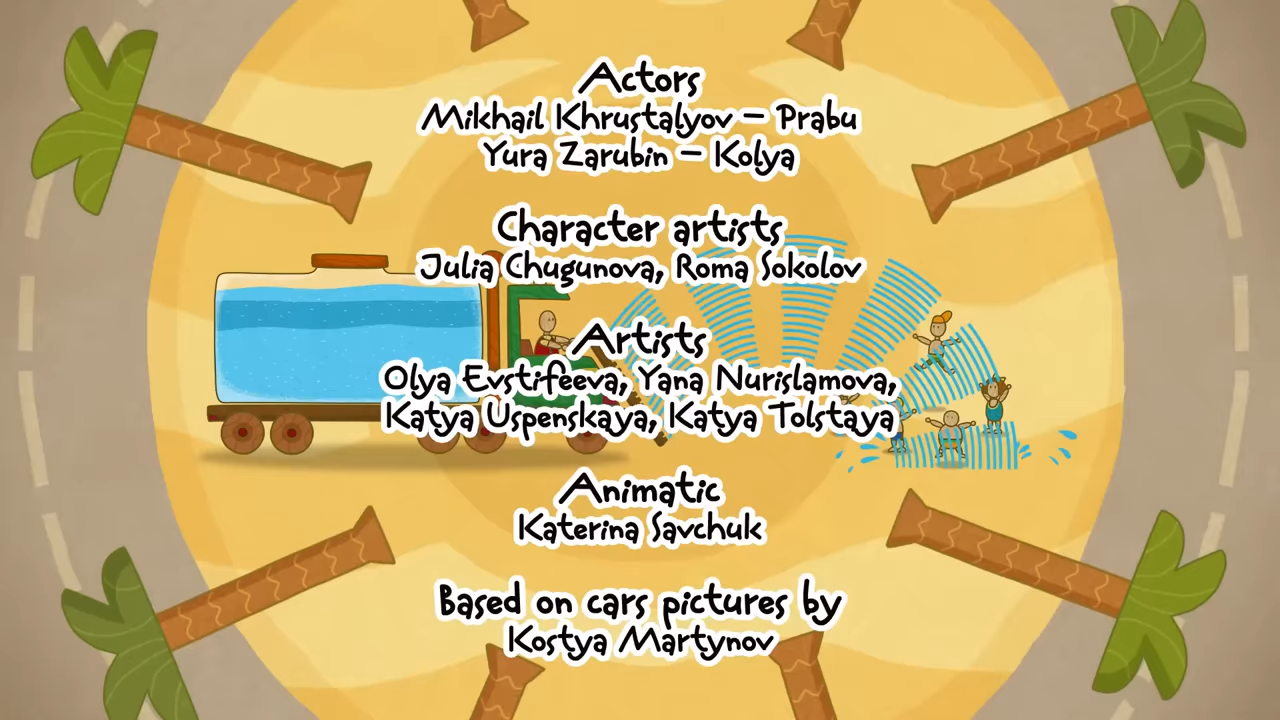 Actors
Mikhail Khrustalyov – Prabu
Yura Zarubin – Kolya
Character artists
Julia Chugunova, Roma Sokolov
Artists
Olya Evstifeeva, Yana Nurislamova,
Katya Uspenskaya, Katya Tolstaya
Animatic
Katerina Savchuk
Based on cars pictures by
Kostya Martynov